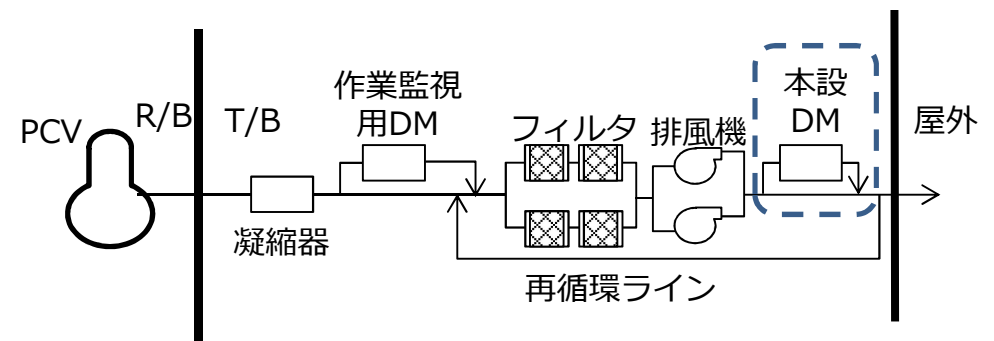 PCV
R/B
T/B
凝縮器
作業監視
用DM
フィルタ
排風機
本設
DM
屋外
再循環ライン